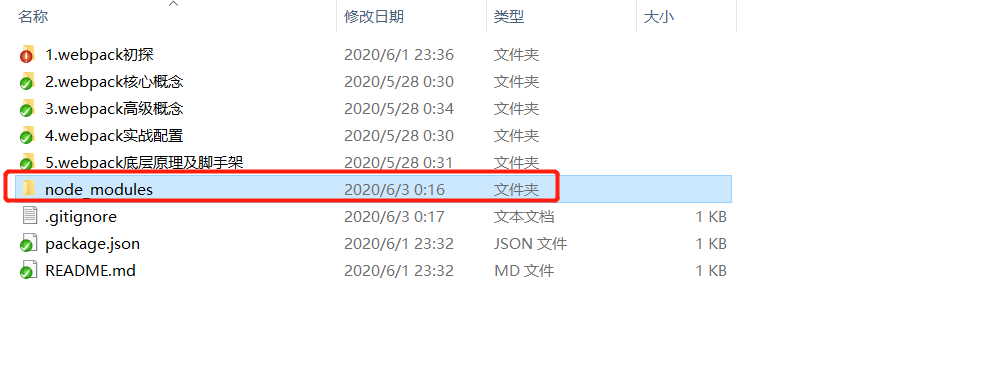 名称 修改日期 类型 大小
1.webpack初探 2020/6/1 23:36 文件夹
2.webpack核心概念 2020/5/28 0:30 文件夹
3.webpack高级概念 2020/5/28 0:34 文件夹
4.webpack实战配置 2020/5/28 0:30 文件夹
5.webpack底层原理及脚手架 2020/5/28 0:31 文件夹
node_modules 2020/6/3 0:16 文件夹
.gitignore 2020/6/3 0:17 文本文档 1 KB
package.json 2020/6/1 23:32 JSON 文件 1 KB
README.md 2020/6/1 23:32 MD 文件 1 KB